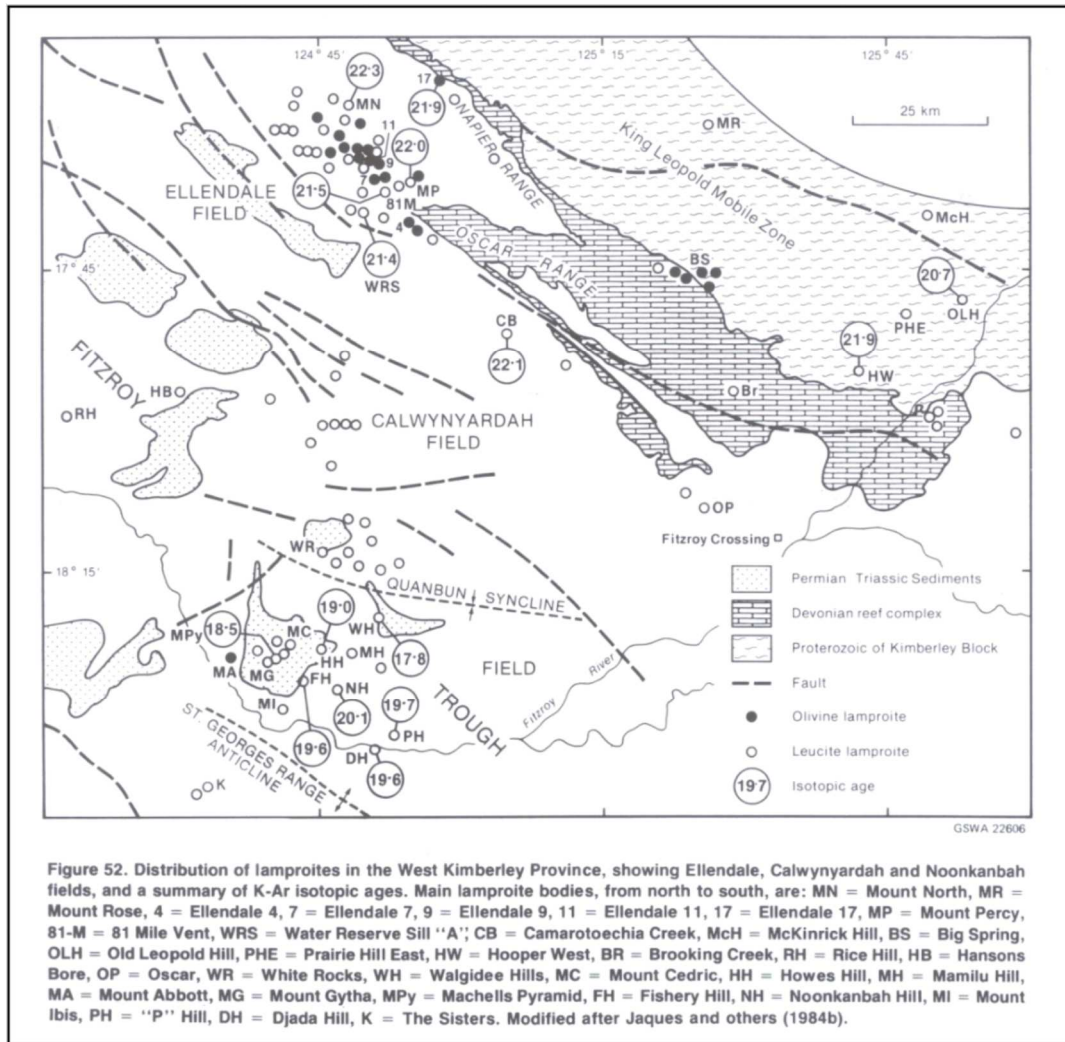 124° 45'
125° 15'
125° 45'
22·3
17
MN
21·9
NAPIER RANGE
MR
25 km
11
King Leopold Mobile Zone
22·0
9
7
MP
21·5
81M
ELLENDALE
FIELD
4
OSCAR RANGE
McH
21·4
WRS
17° 45'
BS
20·7
OLH
PHE
CB
22·1
21·9
HW
FITZROY
HB
RH
Br
CALWYNYARDAH
FIELD
OP
Fitzroy Crossing
WR
18° 15'
QUANBUN SYNCLINE
Permian Triassic Sediments
Devonian reef complex
Proterozoic of Kimberley Block
Fault
Olivine lamproite
Leucite lamproite
19·7
Isotopic age
19·0
MPy
18·5
MC
WH
HH
MH
17·8
FIELD
MA
MG
FH
NH
TROUGH
Fitzroy River
MI
20·1
19·7
PH
ST. GEORGES RANGE
ANTICLINE
19·6
DH
19·6
K
GSWA 22606
Figure 52. Distribution of lamproites in the West Kimberley Province, showing Ellendale, Calwynyardah and Noonkanbah
fields, and a summary of K-Ar isotopic ages. Main lamproite bodies, from north to south, are: MN = Mount North, MR =
Mount Rose, 4 = Ellendale 4, 7 = Ellendale 7, 9 = Ellendale 9, 11 = Ellendale 11, 17 = Ellendale 17, MP = Mount Percy,
81-M = 81 Mile Vent, WRS = Water Reserve Sill "A"; CB = Camarotoechia Creek, McH = McKinrick Hill, BS = Big Spring,
OLH = Old Leopold Hill, PHE = Prairie Hill East, HW = Hooper West, BR = Brooking Creek, RH = Rice Hill, HB = Hansons
Bore, OP = Oscar, WR = White Rocks, WH = Walgidee Hills, MC = Mount Cedric, HH = Howes Hill, MH = Mamilu Hill,
MA = Mount Abbott, MG = Mount Gytha, MPy = Machells Pyramid, FH = Fishery Hill, NH = Noonkanbah Hill, MI = Mount
Ibis, PH = "P" Hill, DH = Djada Hill, K = The Sisters. Modified after Jaques and others (1984b).